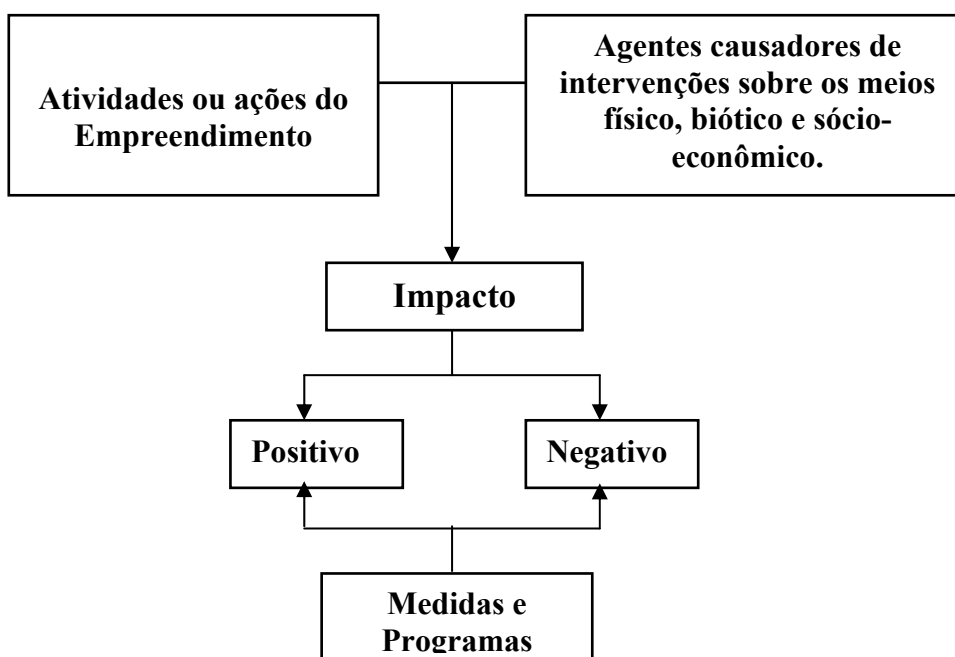 Atividades ou ações do
Empreendimento
Agentes causadores de
intervenções sobre os meios
físico, biótico e sócio-
econômico.
Impacto
Positivo
Negativo
Medidas e
Programas